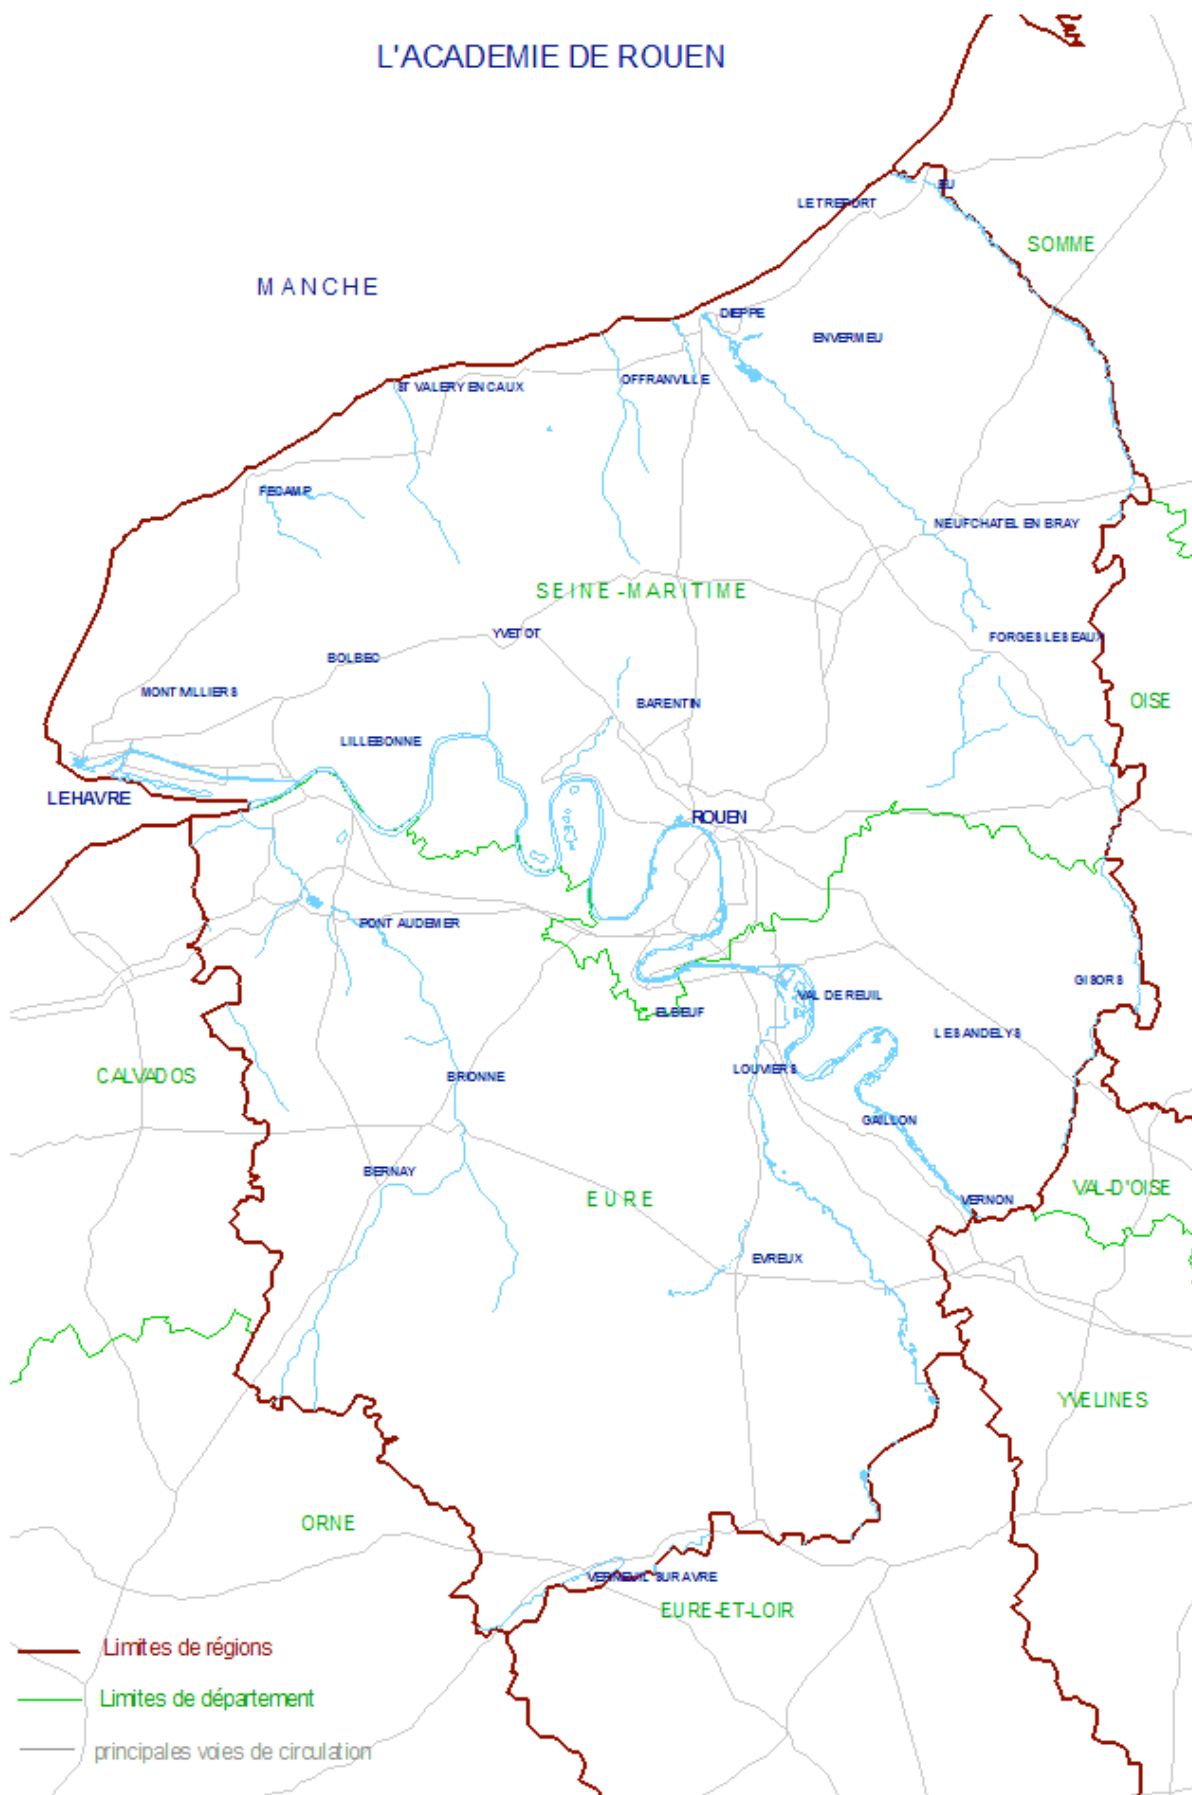 L'ACADEMIE DE ROUEN
EU
LE TREPORT
SOMME
MANCHE
DIEPPE
ENVERMEU
OFFRANVILLE
ST VALERY EN CAUX
FECAMP
NEUFCHATEL EN BRAY
SEINE-MARITIME
YVETOT
FORGES LES EAUX
BOLBEC
MONTIVILLIERS
OISE
BARENTIN
LILLEBONNE
LE HAVRE
ROUEN
PONT AUDEMER
GISORS
VAL DE REUIL
ELBEUF
LES ANDELYS
LOUVIERS
CALVADOS
BRIONNE
GAILLON
BERNAY
EURE
VAL-D'OISE
VERNON
EVREUX
YVELINES
ORNE
VERNEUIL SUR AVRE
EURE-ET-LOIR
Limites de régions
Limites de département
principales voies de circulation